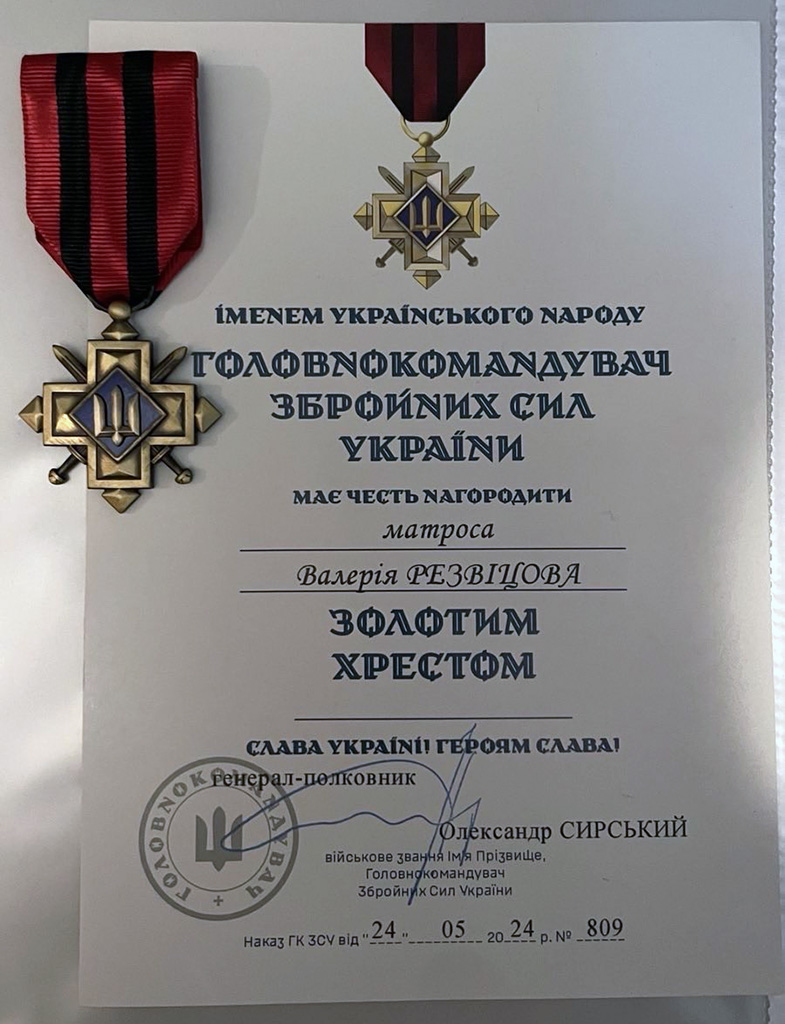 ІМЕНЕМ УКРАЇНСЬКОГО НАРОДУ
ГОЛОВНОКОМАНДУВАЧ
ЗБРОЙНИХ СИЛ
УКРАЇНИ
МАЄ ЧЕСТЬ НАГОРОДИТИ
матроса
Валерія РЕЗВІЦОВА
ЗОЛОТИМ
ХРЕСТОМ
СЛАВА УКРАЇНІ! ГЕРОЯМ СЛАВА!
генерал-полковник
ГОЛОВНОКОМАНДУВАЧ
Олександр СИРСЬКИЙ
військове звання Ім'я Прізвище,
Головнокомандувач
Збройних Сил України
Наказ ГК ЗСУ від "24" 05 2024 р. № 809